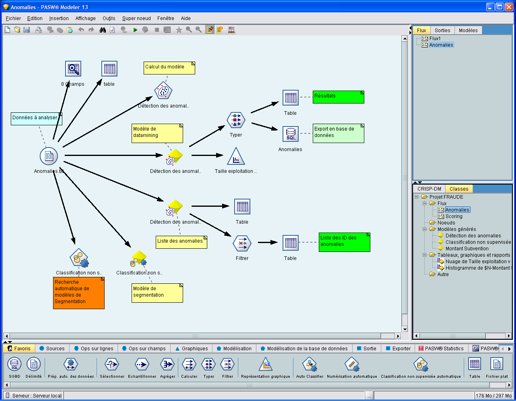 Anomalies - PASW® Modeler 13
Fichier Edition Insertion Affichage Outils Super noeud Fenêtre Aide
Flux Sorties Modèles
Flux1
Anomalies
Calcul du modèle
8 Champs
table
Détection des anomal...
Données à analyser
Modèle de datamining
Typer
Table
Résultats
Anomalies
Export en base de données
Anomalies.txt
Détection des anomal...
Taille exploitation ...
Détection des anomal...
Table
Liste des anomalies
Filtrer
Table
Liste des ID des anomalies
Classification non s...
Classification non s...
Recherche automatique de modèles de Segmentation
Modèle de segmentation
CRISP-DM Classes
Projet FRAUDE
Flux
Anomalies
Scoring
Noeuds
Modèles générés
Détection des anomalies
Classification non supervisée
Montant Subvention
Tableaux, graphiques et rapports
Nuage de Taille exploitation v
Histogramme de $N-Montant
Autre
Favoris Sources Ops sur lignes Ops sur champs Graphiques Modélisation Modélisation de la base de données Sortie Exporter PASW® Statistics PASW®
SGBD Délimité Prép. auto. des données Sélectionner Echantillonner Agréger Calculer Typer Filtrer Représentation graphique Auto Classifier Numérisation automatique Classification non supervisée automatique Table Fichier plat
Serveur : Serveur local
178 Mo / 287 Mo